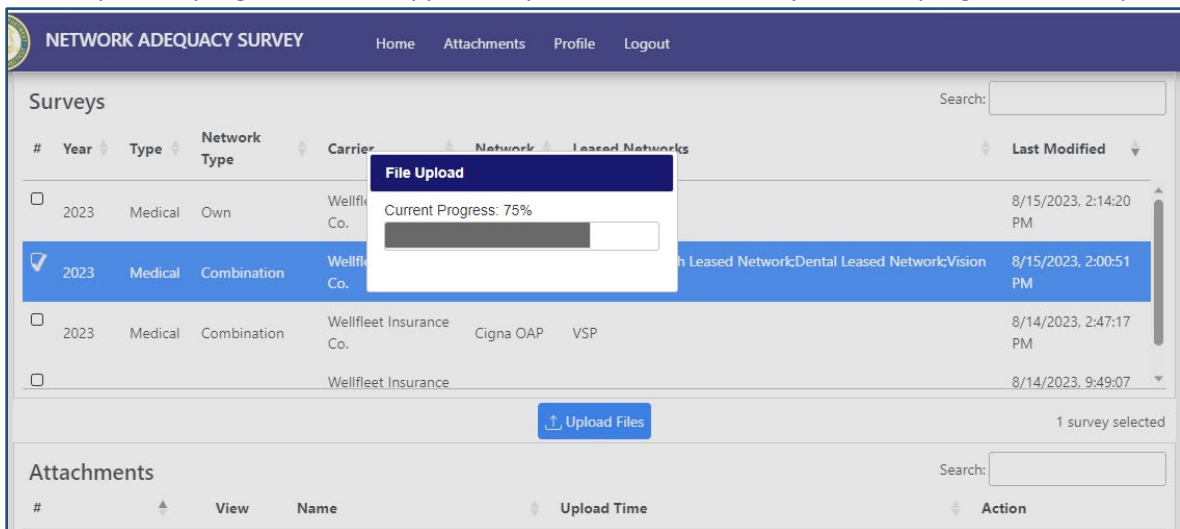 NETWORK ADEQUACY SURVEY Home Attachments Profile Logout
Surveys Search:
# Year Type Network Type Carrier Network Leased Networks Last Modified
File Upload
Current Progress: 75%
2023 Medical Own Co. 8/15/2023, 2:14:20 PM
2023 Medical Combination Co. Leased Network;Dental Leased Network;Vision 8/15/2023, 2:00:51 PM
2023 Medical Combination Wellfleet Insurance Co. Cigna OAP VSP 8/14/2023, 2:47:17 PM
Wellfleet Insurance 8/14/2023, 9:49:07
Upload Files 1 survey selected
Attachments Search:
# View Name Upload Time Action